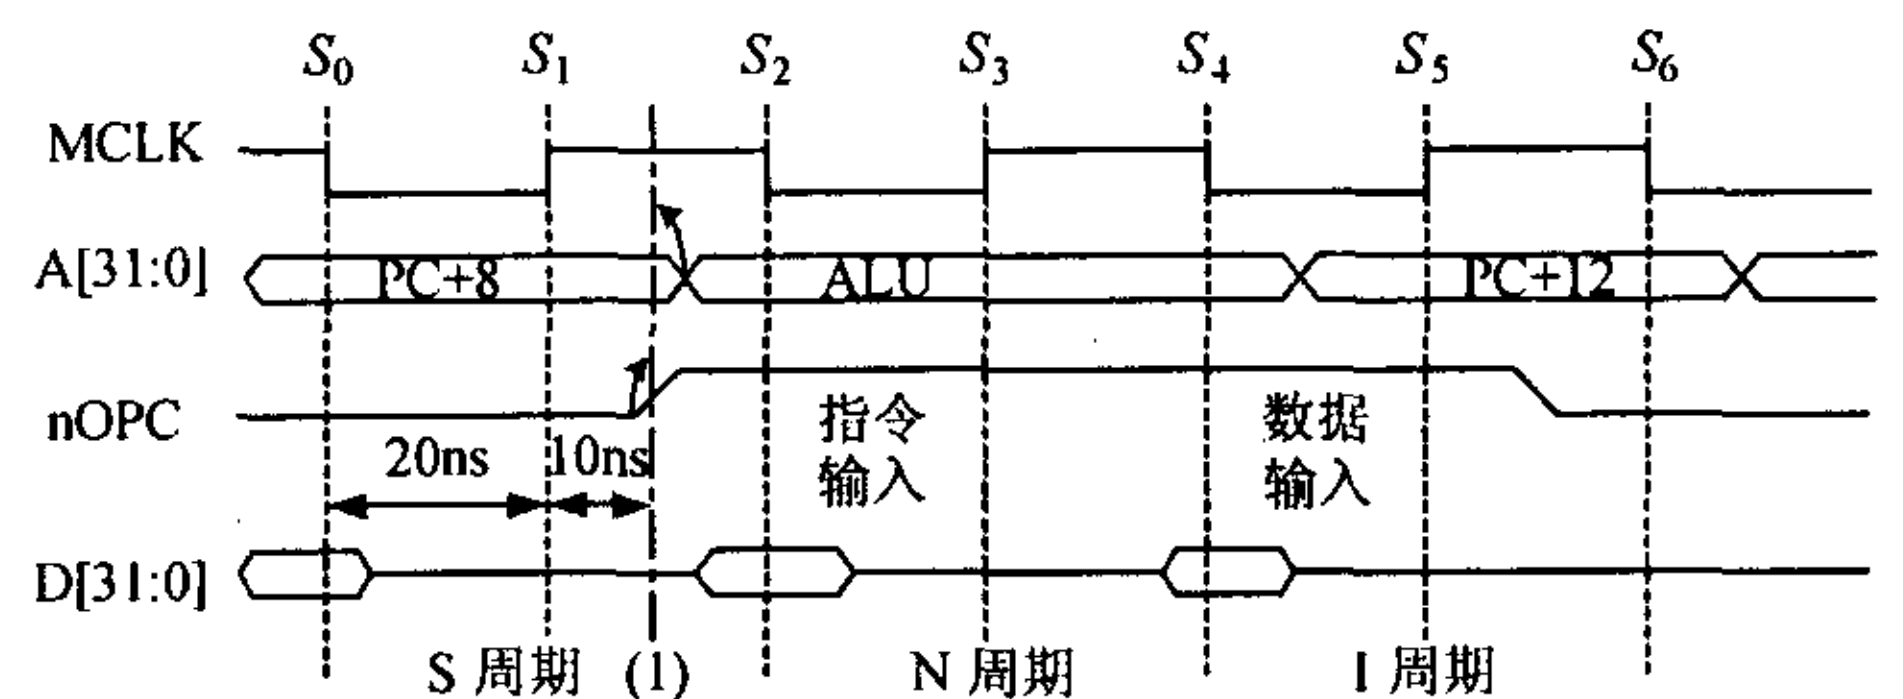 S0 S1 S2 S3 S4 S5 S6
MCLK
A[31:0] PC+8 ALU PC+12
nOPC 指令 数据
20ns 10ns 输入 输入
D[31:0]
S 周期 (1) N 周期 I 周期